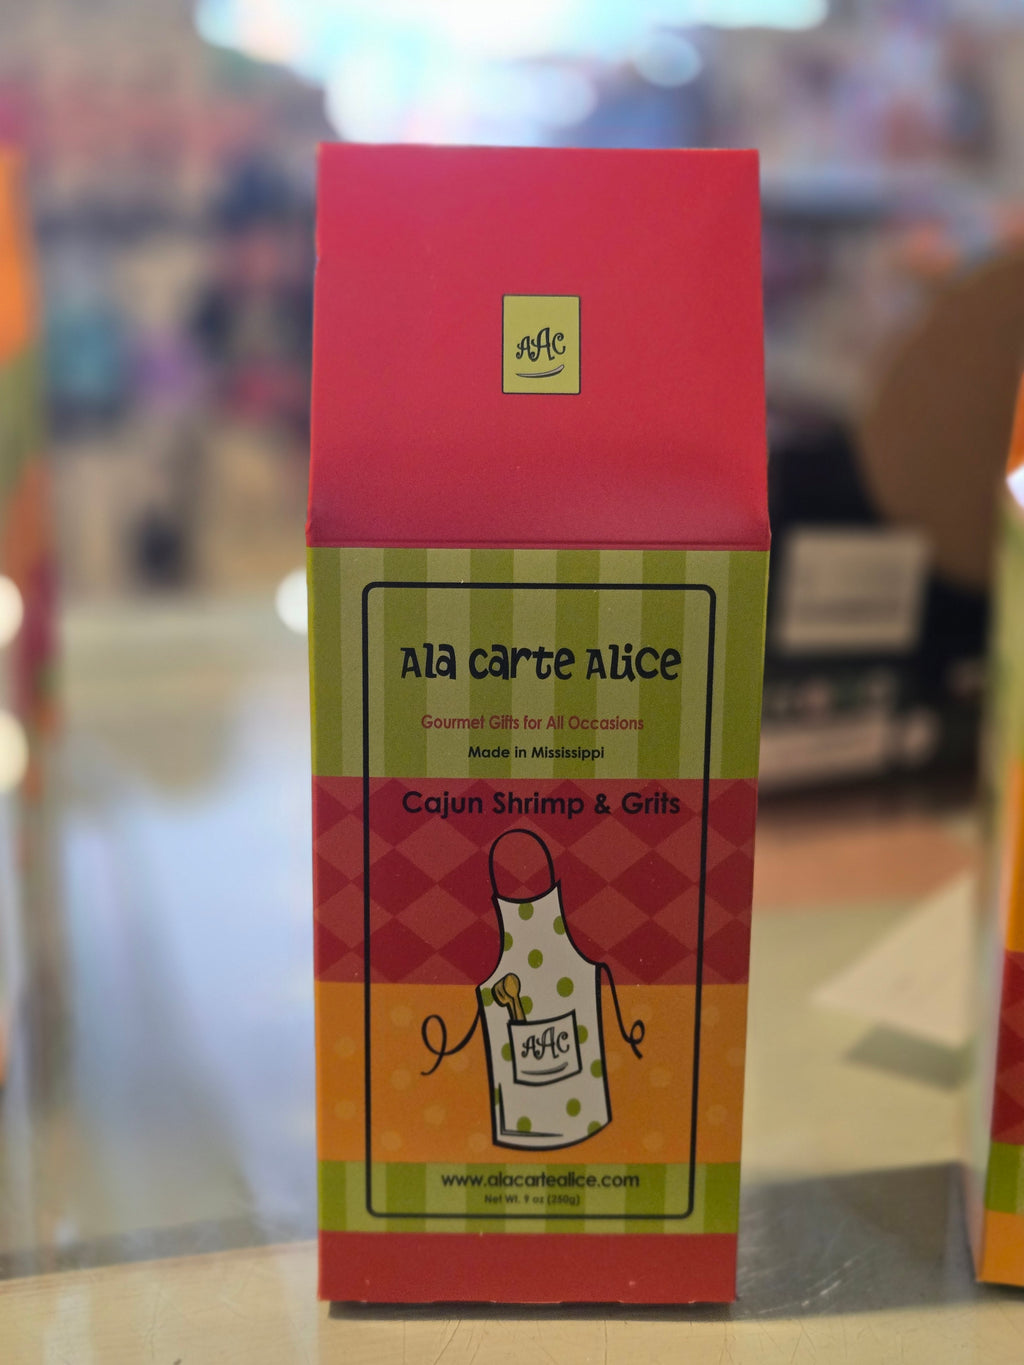 AAC
Ala carte Alice
Gourmet Gifts for All Occasions
Made in Mississippi
Cajun Shrimp & Grits
AAC
www.alacartealice.com
Net Wt. 9 oz (250g)